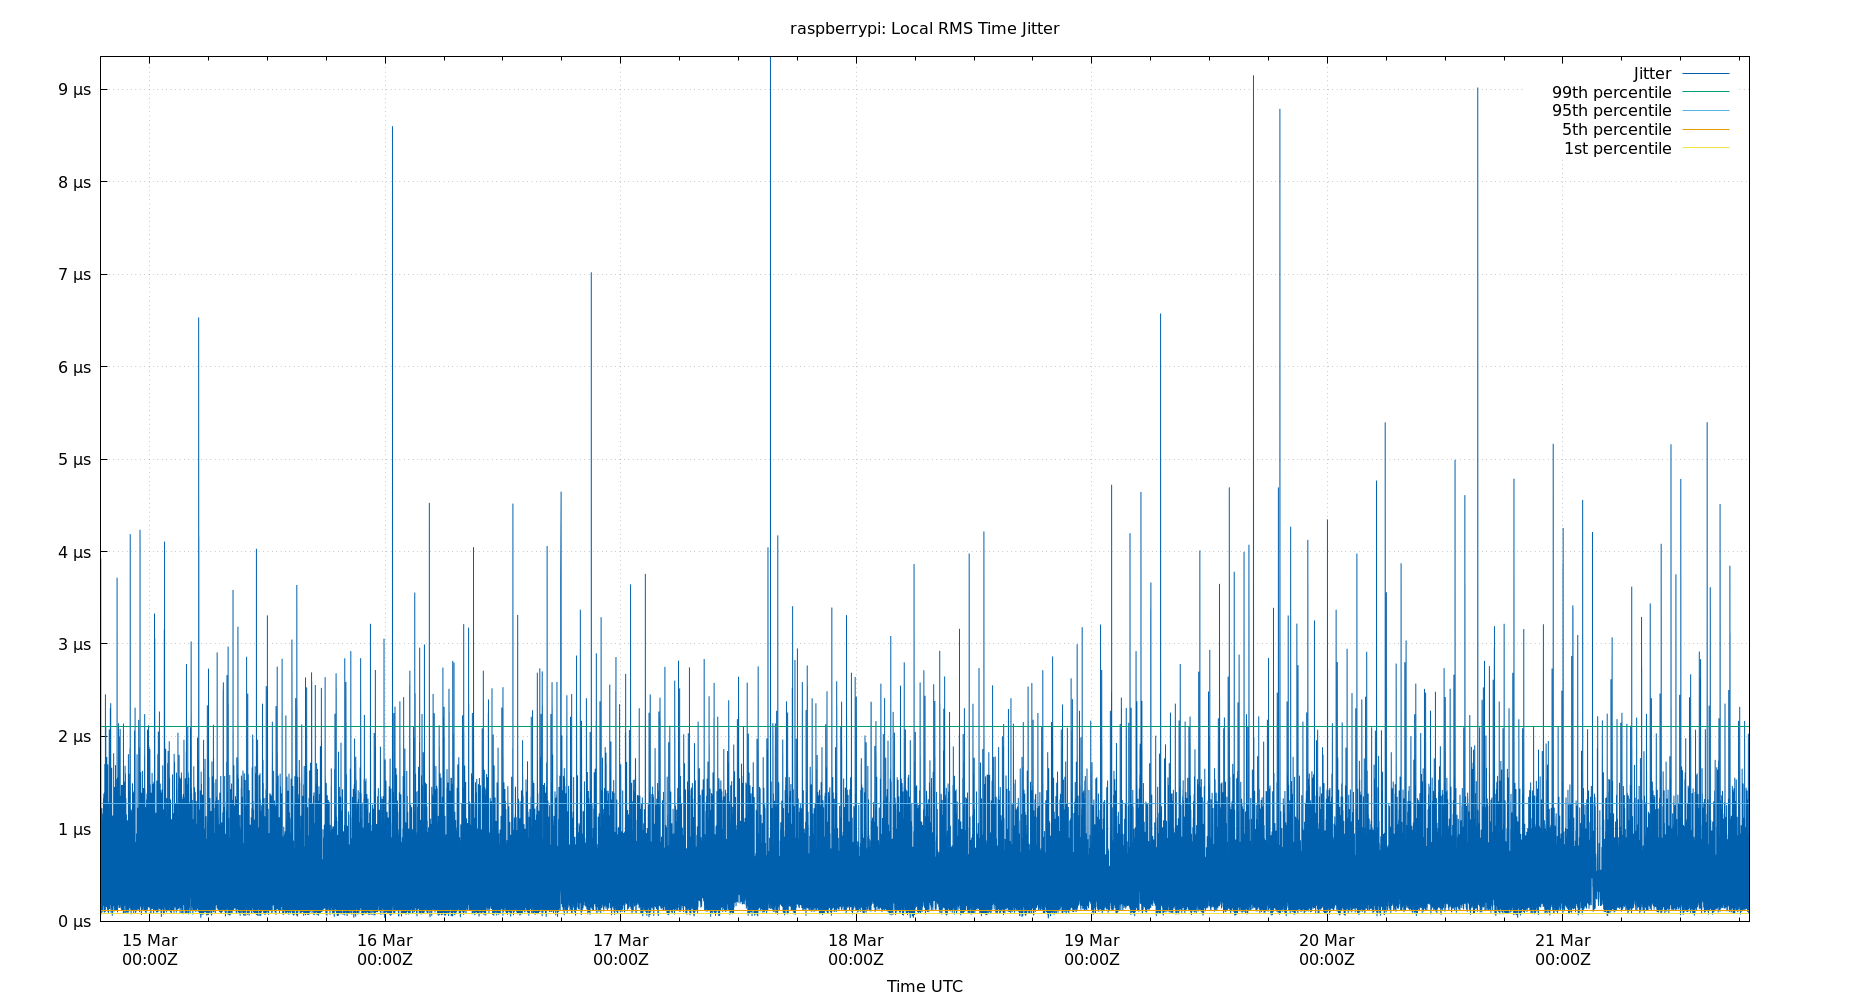 raspberrypi: Local RMS Time Jitter
Jitter
99th percentile
95th percentile
5th percentile
1st percentile
9 µs
8 µs
7 µs
6 µs
5 µs
4 µs
3 µs
2 µs
1 µs
0 µs
15 Mar 16 Mar 17 Mar 18 Mar 19 Mar 20 Mar 21 Mar
00:00Z 00:00Z 00:00Z 00:00Z 00:00Z 00:00Z 00:00Z
Time UTC